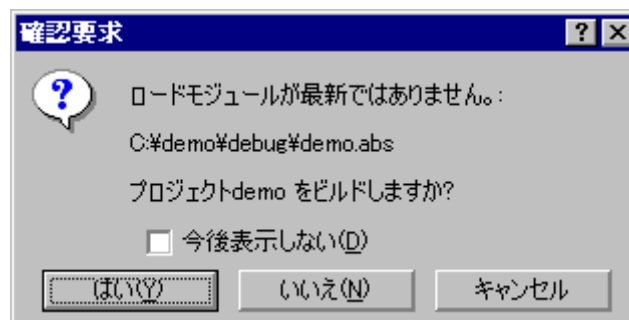 確認要求
ロードモジュールが最新ではありません。:
C:¥demo¥debug¥demo.abs
プロジェクトdemo をビルドしますか?
今後表示しない(D)
はい(Y) いいえ(N) キャンセル